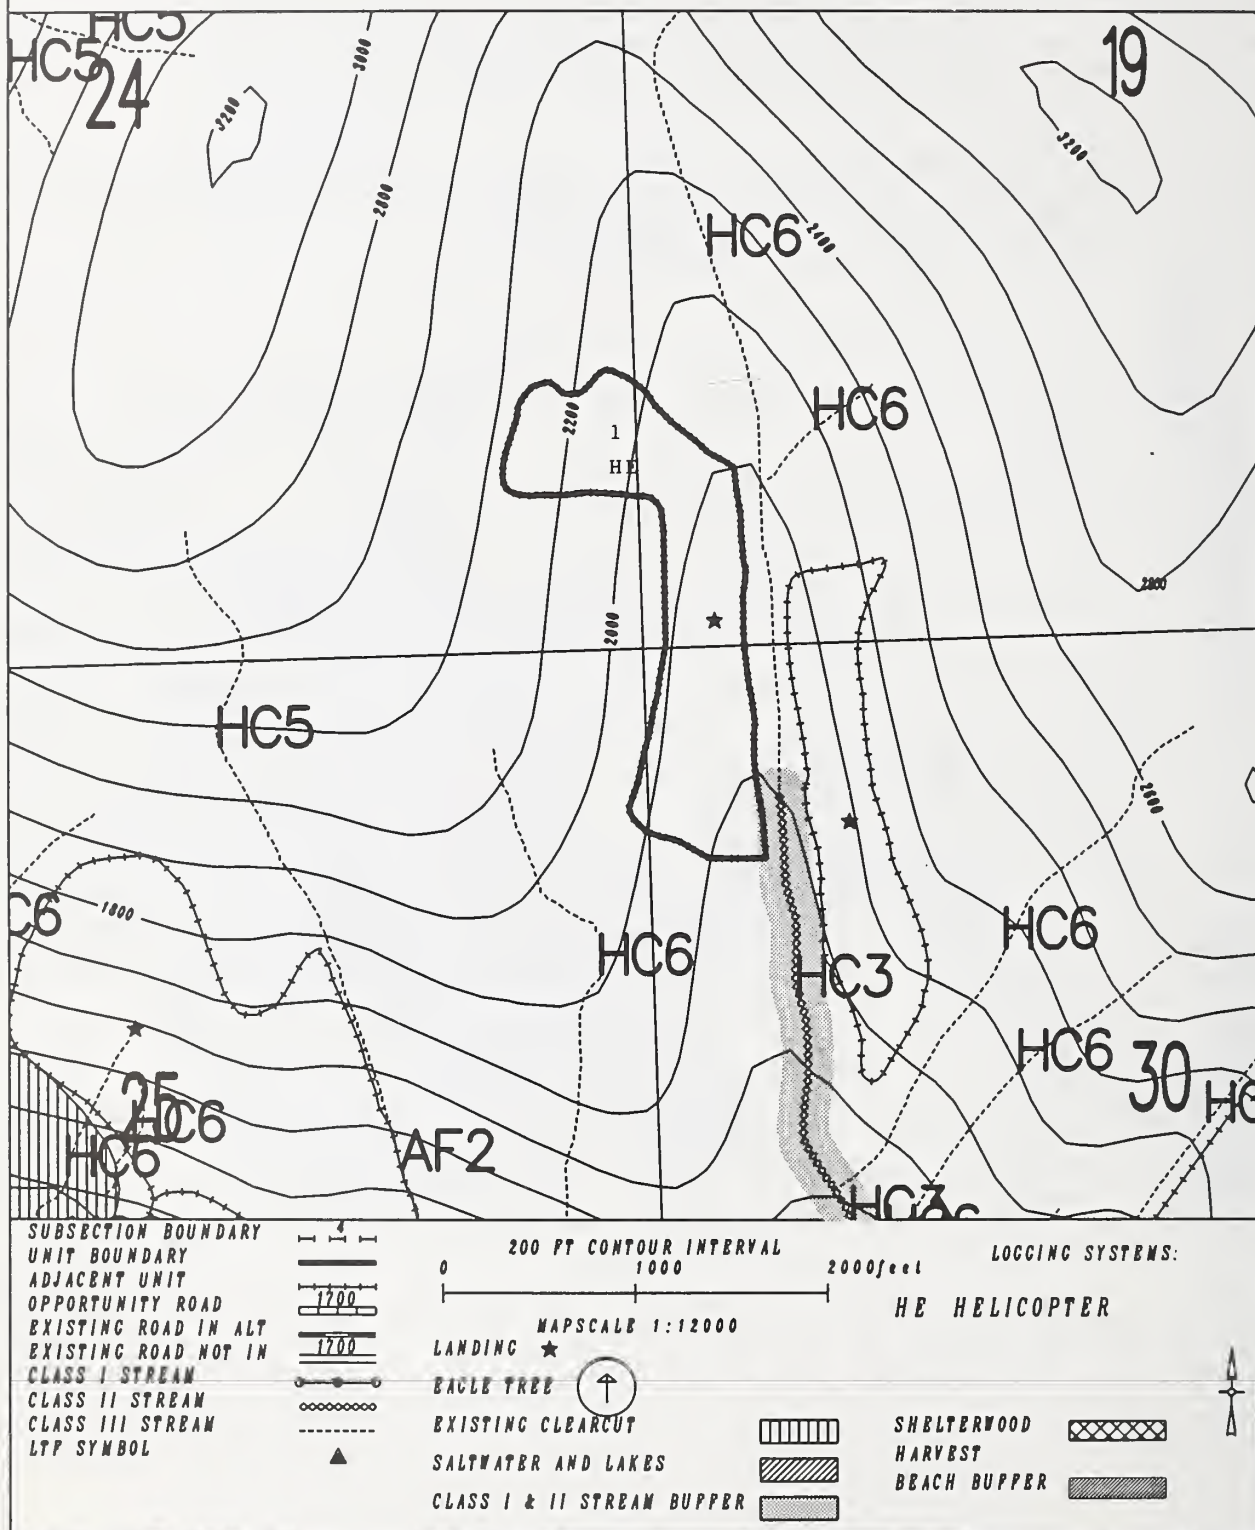 HC5
HC5
24
19
3000
3200
3200
2800
HC6
2400
HC6
2200
1
HE
2800
2000
HC5
2600
1800
C6
HC6
HC6
HC3
HC6
30
25
HC6
HC6
AF2
HC3
SUBSECTION BOUNDARY
4
UNIT BOUNDARY
ADJACENT UNIT
OPPORTUNITY ROAD
1700
EXISTING ROAD IN ALT
EXISTING ROAD NOT IN
1700
CLASS I STREAM
CLASS II STREAM
CLASS III STREAM
LTF SYMBOL
200 FT CONTOUR INTERVAL
0 1000 2000feet
MAPSCALE 1:12000
LANDING
EAGLE TREE
EXISTING CLEARCUT
SALTWATER AND LAKES
CLASS I & II STREAM BUFFER
LOGGING SYSTEMS:
HE HELICOPTER
SHELTERWOOD
HARVEST
BEACH BUFFER